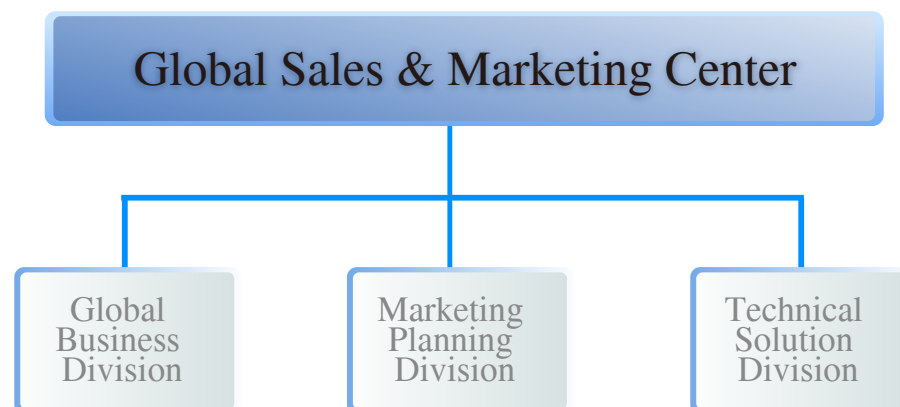 Global Sales & Marketing Center
Global
Business
Division
Marketing
Planning
Division
Technical
Solution
Division